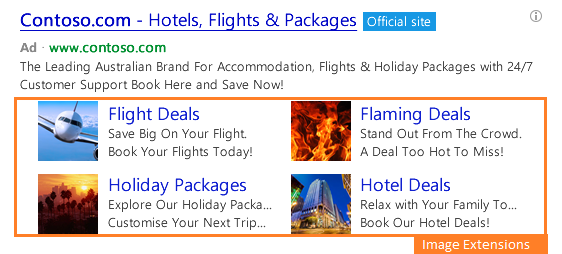 Contoso.com - Hotels, Flights & Packages Official site
Ad · www.contoso.com
The Leading Australian Brand For Accommodation, Flights & Holiday Packages with 24/7
Customer Support Book Here and Save Now!
Flight Deals
Save Big On Your Flight.
Book Your Flights Today!
Flaming Deals
Stand Out From The Crowd.
A Deal Too Hot To Miss!
Holiday Packages
Explore Our Holiday Packa...
Customise Your Next Trip...
Hotel Deals
Relax with Your Family To...
Book Our Hotel Deals!
Image Extensions